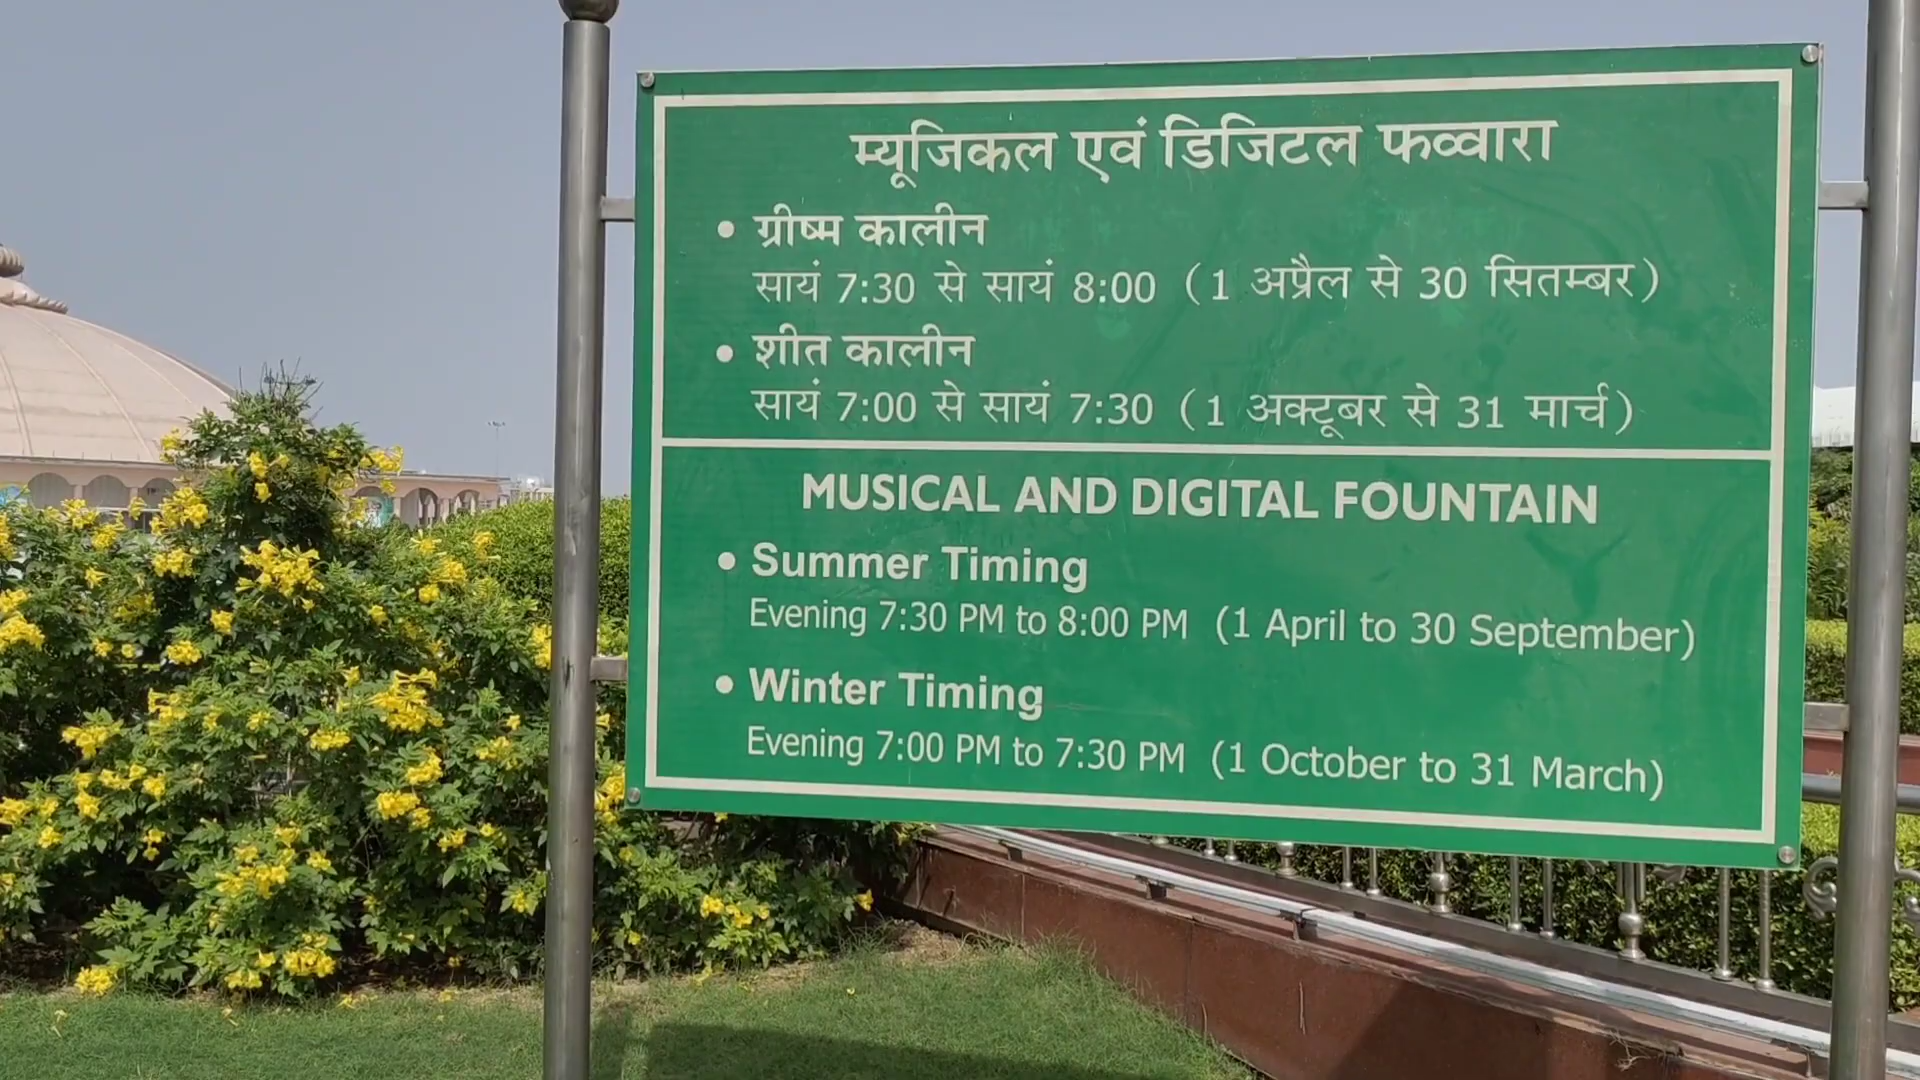 म्यूजिकल एवं डिजिटल फव्वारा
• ग्रीष्म कालीन
सायं 7:30 से सायं 8:00 (1 अप्रैल से 30 सितम्बर)
• शीत कालीन
सायं 7:00 से सायं 7:30 (1 अक्टूबर से 31 मार्च)
MUSICAL AND DIGITAL FOUNTAIN
• Summer Timing
Evening 7:30 PM to 8:00 PM (1 April to 30 September)
• Winter Timing
Evening 7:00 PM to 7:30 PM (1 October to 31 March)